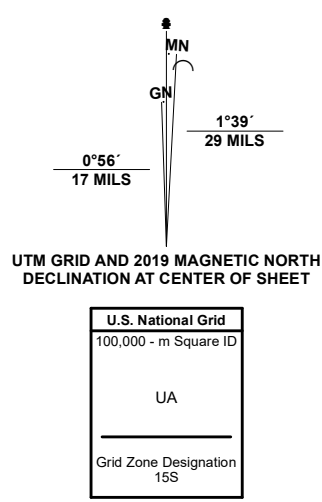 MN
GN
1°39´
29 MILS
0°56´
17 MILS
UTM GRID AND 2019 MAGNETIC NORTH
DECLINATION AT CENTER OF SHEET
U.S. National Grid
100,000 - m Square ID
UA
Grid Zone Designation
15S